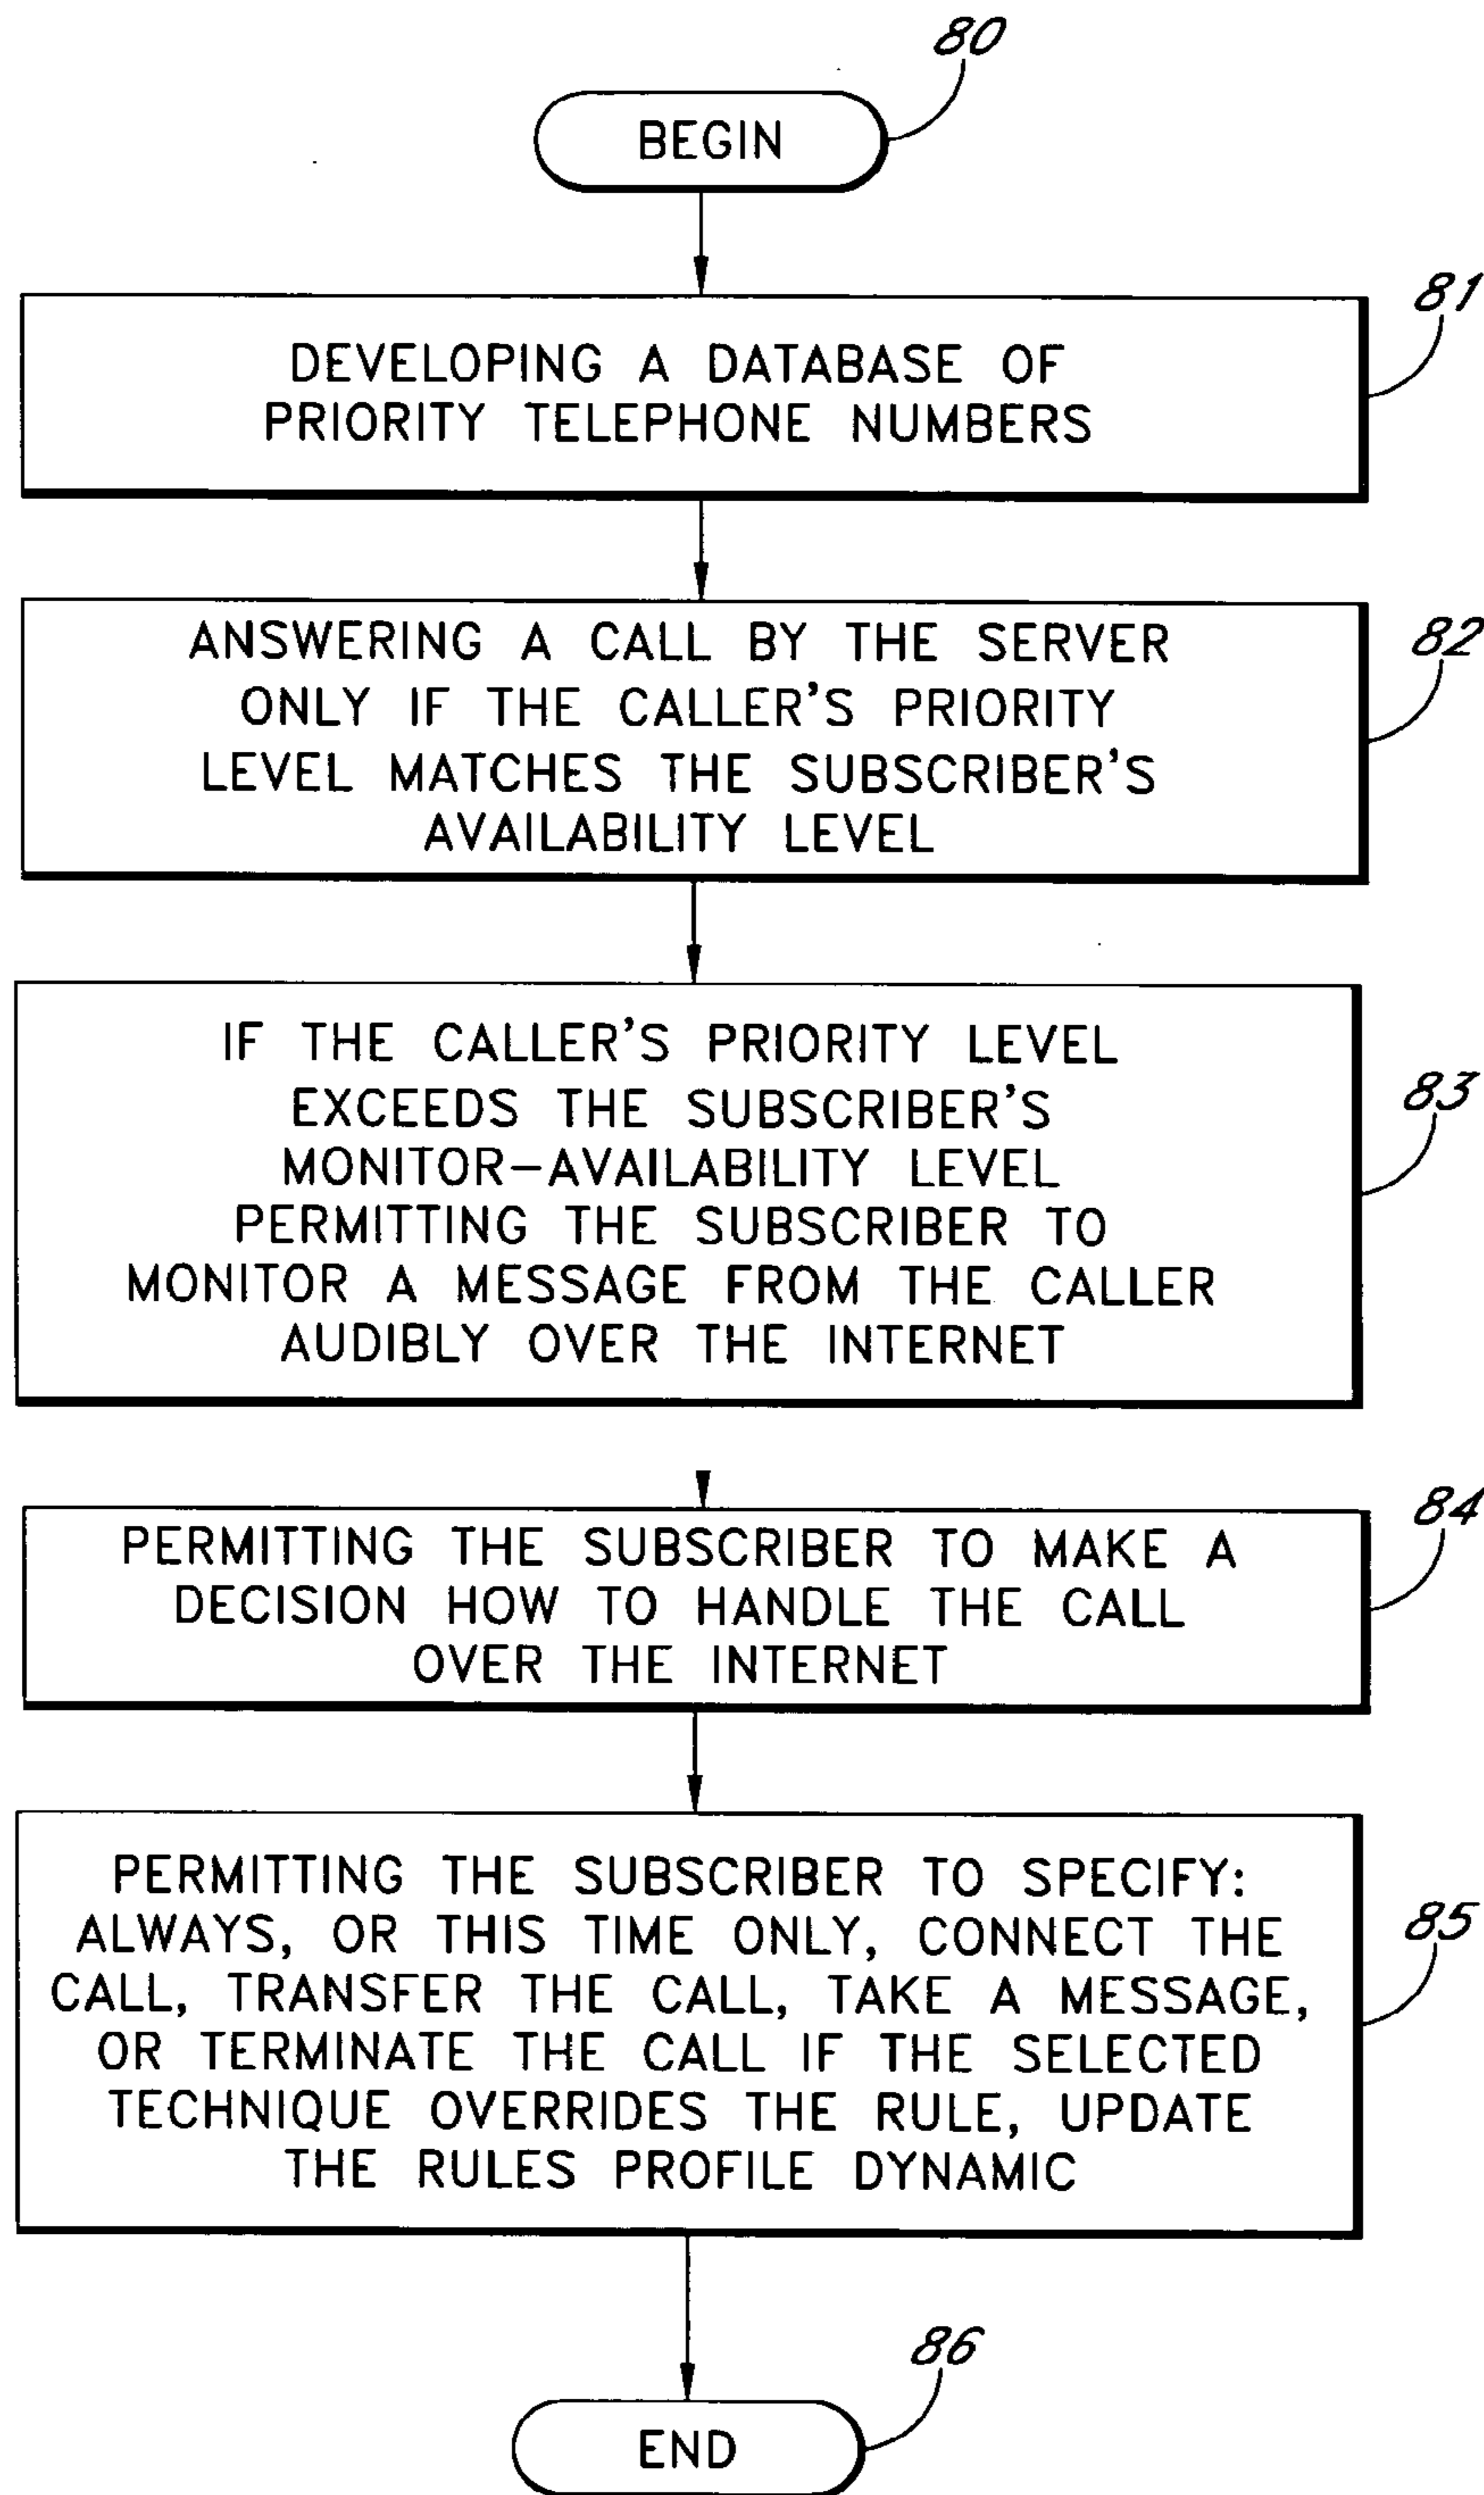 80
BEGIN
81
DEVELOPING A DATABASE OF
PRIORITY TELEPHONE NUMBERS
82
ANSWERING A CALL BY THE SERVER
ONLY IF THE CALLER'S PRIORITY
LEVEL MATCHES THE SUBSCRIBER'S
AVAILABILITY LEVEL
83
IF THE CALLER'S PRIORITY LEVEL
EXCEEDS THE SUBSCRIBER'S
MONITOR–AVAILABILITY LEVEL
PERMITTING THE SUBSCRIBER TO
MONITOR A MESSAGE FROM THE CALLER
AUDIBLY OVER THE INTERNET
84
PERMITTING THE SUBSCRIBER TO MAKE A
DECISION HOW TO HANDLE THE CALL
OVER THE INTERNET
85
PERMITTING THE SUBSCRIBER TO SPECIFY:
ALWAYS, OR THIS TIME ONLY, CONNECT THE
CALL, TRANSFER THE CALL, TAKE A MESSAGE,
OR TERMINATE THE CALL IF THE SELECTED
TECHNIQUE OVERRIDES THE RULE, UPDATE
THE RULES PROFILE DYNAMIC
86
END